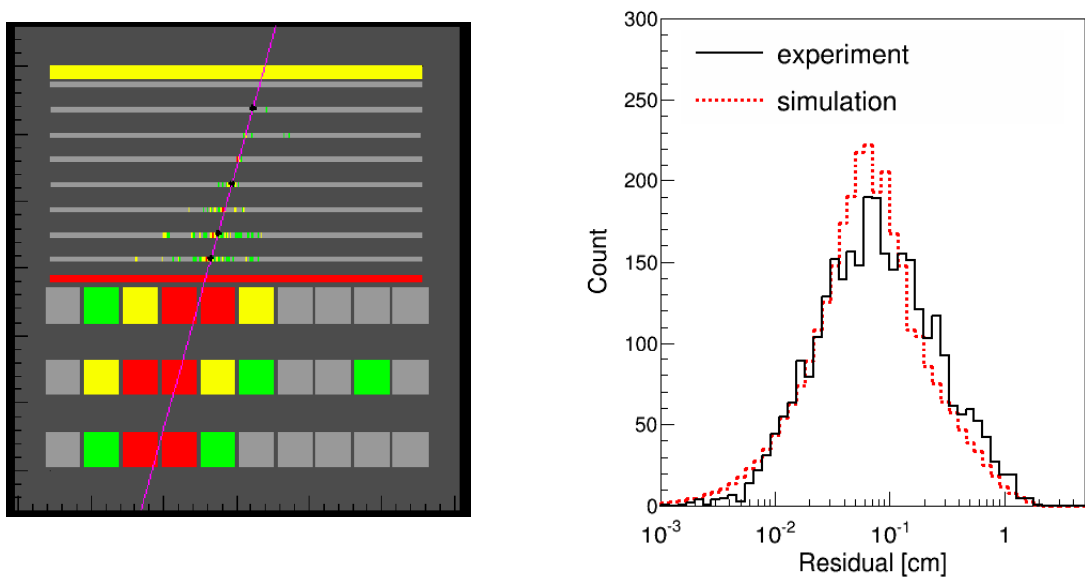 300
250
200
150
100
50
0
Count
experiment
simulation
10⁻³
10⁻²
10⁻¹
1
Residual [cm]